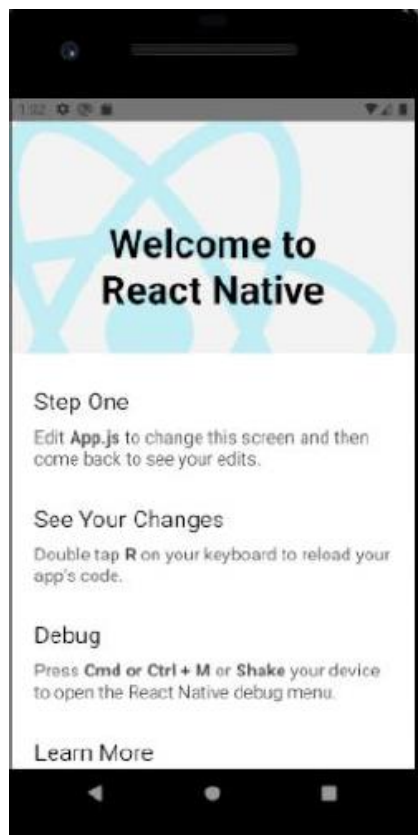 1:02
Welcome to
React Native
Step One
Edit App.js to change this screen and then
come back to see your edits.
See Your Changes
Double tap R on your keyboard to reload your
app's code.
Debug
Press Cmd or Ctrl + M or Shake your device
to open the React Native debug menu.
Learn More